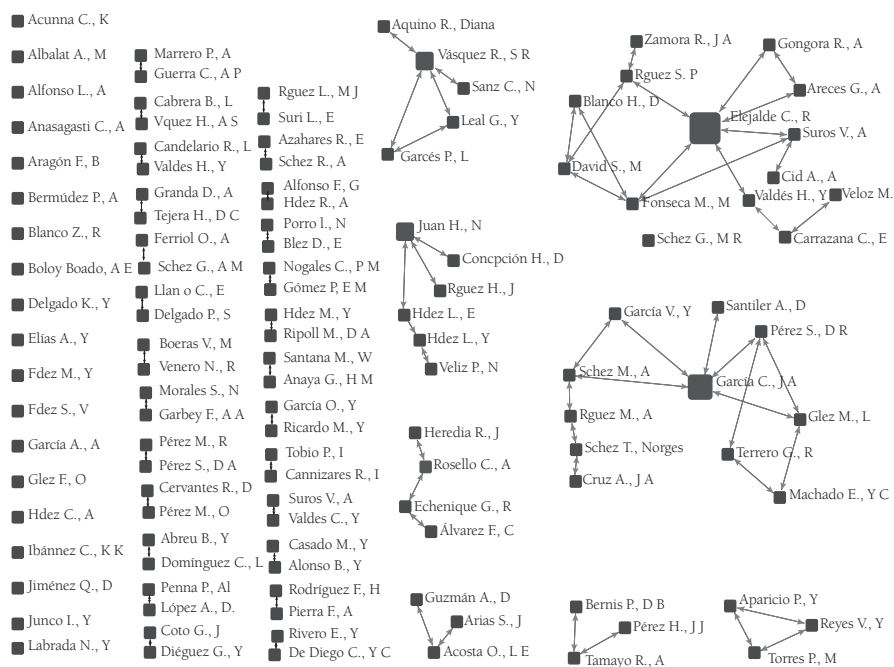 Acunna C., K
Albalat A., M
Alfonso L., A
Anasagasti C., A
Aragón F., B
Bermúdez P., A
Blanco Z., R
Boloy Boado, A E
Delgado K., Y
Elías A., Y
Fdez M., Y
Fdez S., V
García A., A
Glez F., O
Hdez C., A
Ibánnez C., K K
Jiménez Q., D
Junco I., Y
Labrada N., Y
Marrero P., A
Guerra C., A P
Cabrera B., L
Vquez H., A S
Candelario R., L
Valdes H., Y
Granda D., A
Tejera H., D C
Ferriol O., A
Schez G., A M
Llan o C., E
Delgado P., S
Boeras V., M
Venero N., R
Morales S., N
Garbey F., A A
Pérez M., R
Pérez S., D A
Cervantes R., D
Pérez M., O
Abreu B., Y
Domínguez C., L
Penna P., Al
López A., D.
Coto G., J
Diéguez G., Y
Rguez L., M J
Suri L., E
Azahares R., E
Schez R., A
Alfonso F., G
Hdez R., A
Porro l., N
Blez D., E
Nogales C., P M
Gómez P., E M
Hdez M., Y
Ripoll M., D A
Santana M., W
Anaya G., H M
García O., Y
Ricardo M., Y
Tobio P., I
Cannizares R., I
Suros V., A
Valdes C., Y
Casado M., Y
Alonso B., Y
Rodríguez F., H
Pierra F., A
Rivero E., Y
De Diego C., Y C
Aquino R., Diana
Vásquez R., S R
Sanz C., N
Leal G., Y
Garcés P., L
Juan H., N
Concpción H., D
Rguez H., J
Hdez L., E
Hdez L., Y
Veliz P., N
Heredia R., J
Rosello C., A
Echenique G., R
Álvarez F., C
Guzmán A., D
Arias S., J
Acosta O., L E
Zamora R., J A
Gongora R., A
Rguez S. P
Areces G., A
Blanco H., D
Elejalde C., R
Suros V., A
David S., M
Cid A., A
Fonseca M., M
Valdés H., Y
Veloz M.
Schez G., M R
Carrazana C., E
García V., Y
Santiler A., D
Pérez S., D R
Schez M., A
García C., J A
Rguez M., A
Glez M., L
Schez T., Norges
Terrero G., R
Cruz A., J A
Machado E., Y C
Bernis P., D B
Pérez H., J J
Tamayo R., A
Aparicio P., Y
Reyes V., Y
Torres P., M